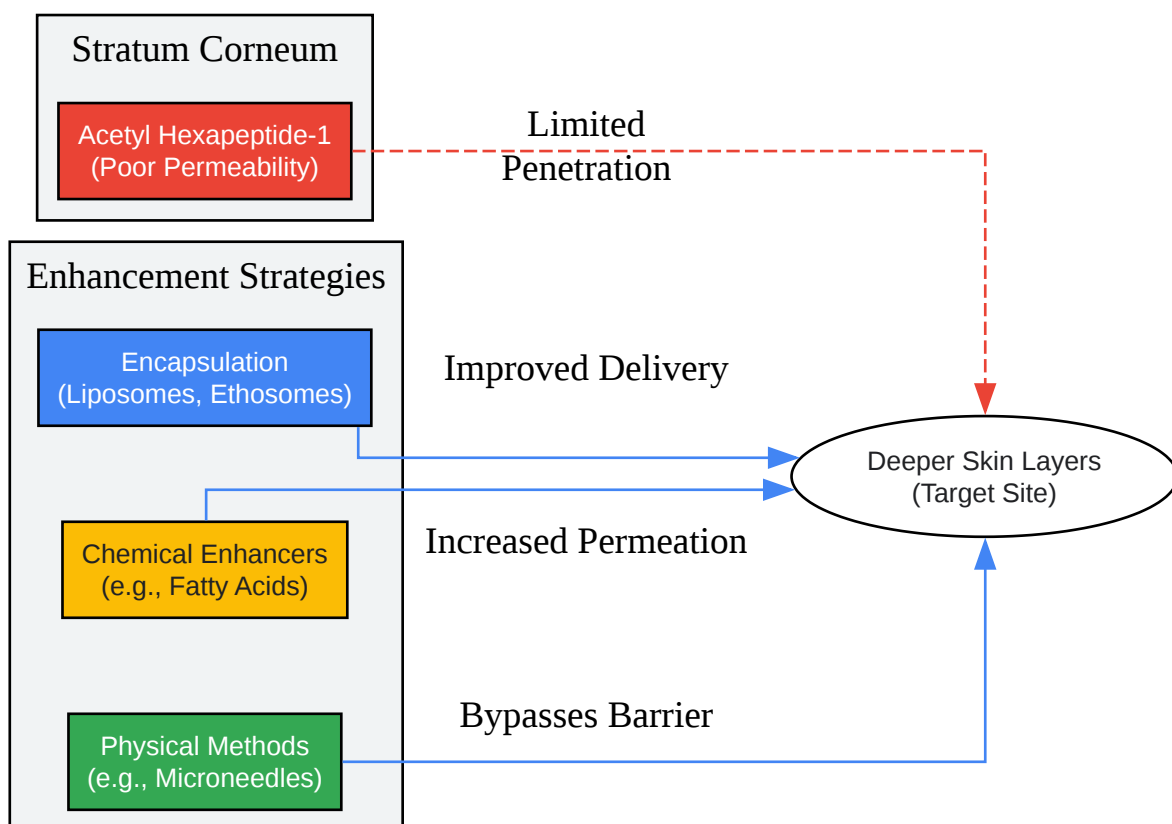 Stratum Corneum
Acetyl Hexapeptide-1
(Poor Permeability)
Limited
Penetration
Enhancement Strategies
Encapsulation
(Liposomes, Ethosomes)
Improved Delivery
Deeper Skin Layers
(Target Site)
Chemical Enhancers
(e.g., Fatty Acids)
Increased Permeation
Physical Methods
(e.g., Microneedles)
Bypasses Barrier